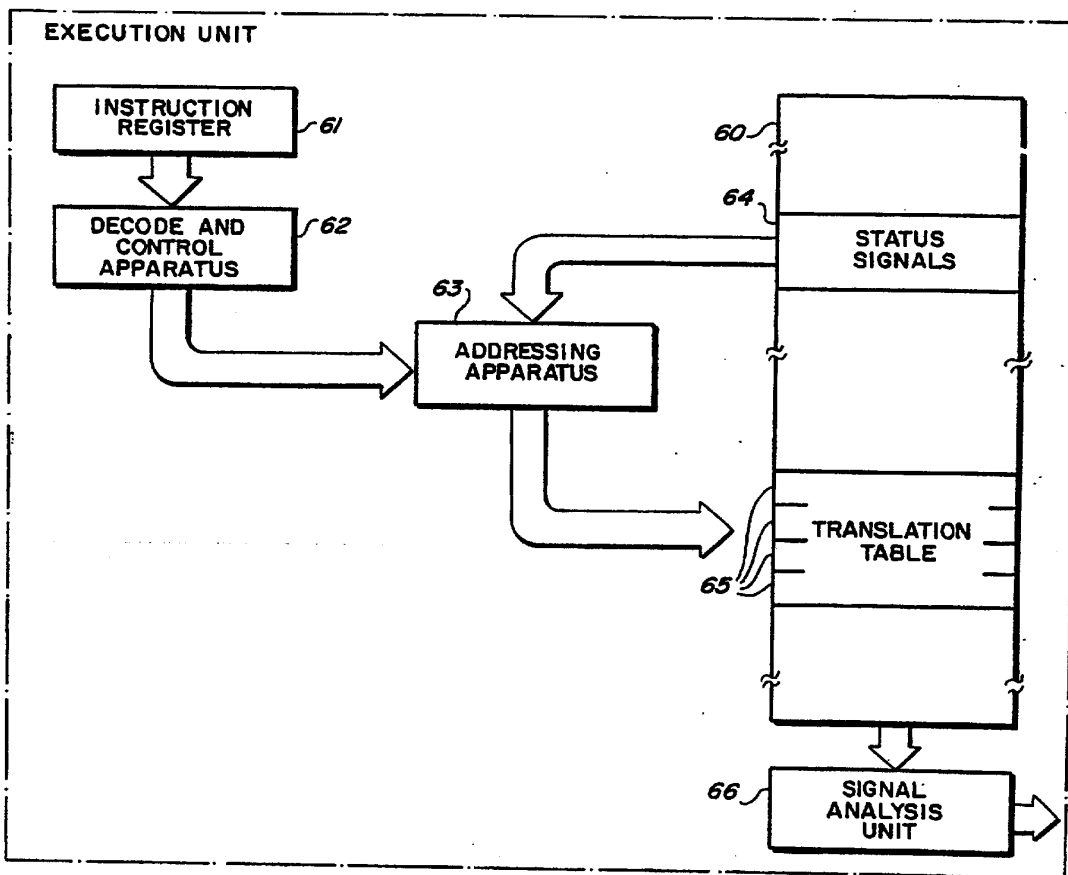 EXECUTION UNIT
INSTRUCTION
REGISTER
61
60
DECODE AND
CONTROL
APPARATUS
62
64
STATUS
SIGNALS
63
ADDRESSING
APPARATUS
TRANSLATION
TABLE
65
66
SIGNAL
ANALYSIS
UNIT